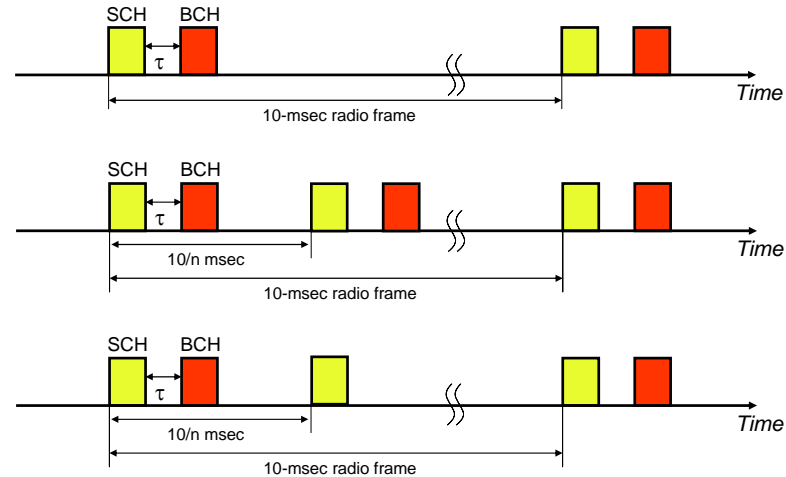 SCH BCH
τ
Time
10-msec radio frame
SCH BCH
τ
Time
10/n msec
10-msec radio frame
SCH BCH
τ
Time
10/n msec
10-msec radio frame